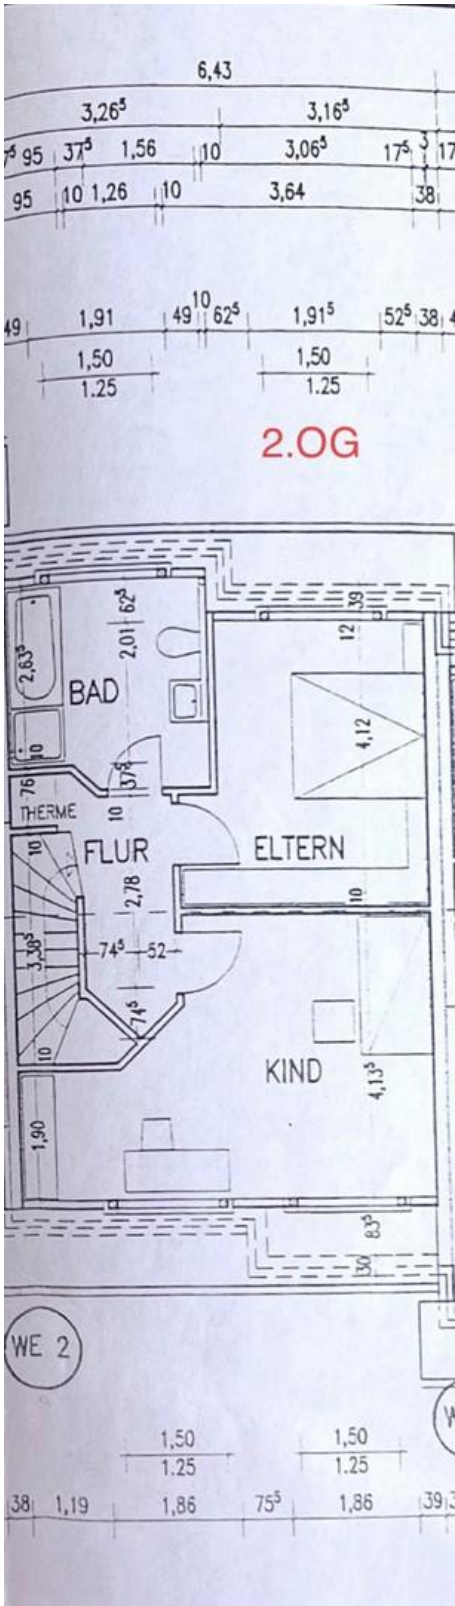 6,43
3,26⁵ 3,16⁵
7⁵ 95 37⁵ 1,56 10 3,06⁵ 17⁵ 3 17
95 10 1,26 10 3,64 38
49 1,91 49 10 62⁵ 1,91⁵ 52⁵ 38 4
1,50 1,50
1.25 1.25
2.OG
39
62⁵
12
2,01
2,63⁵
BAD
4,12
10
37⁵
76
THERME
10
10
FLUR ELTERN
2,78
10
3,38⁵
74⁵ 52
74⁵
10
KIND
4,13⁵
1,90
83⁵
30
WE 2
W
1,50 1,50
1.25 1.25
38 1,19 1,86 75⁵ 1,86 39 3